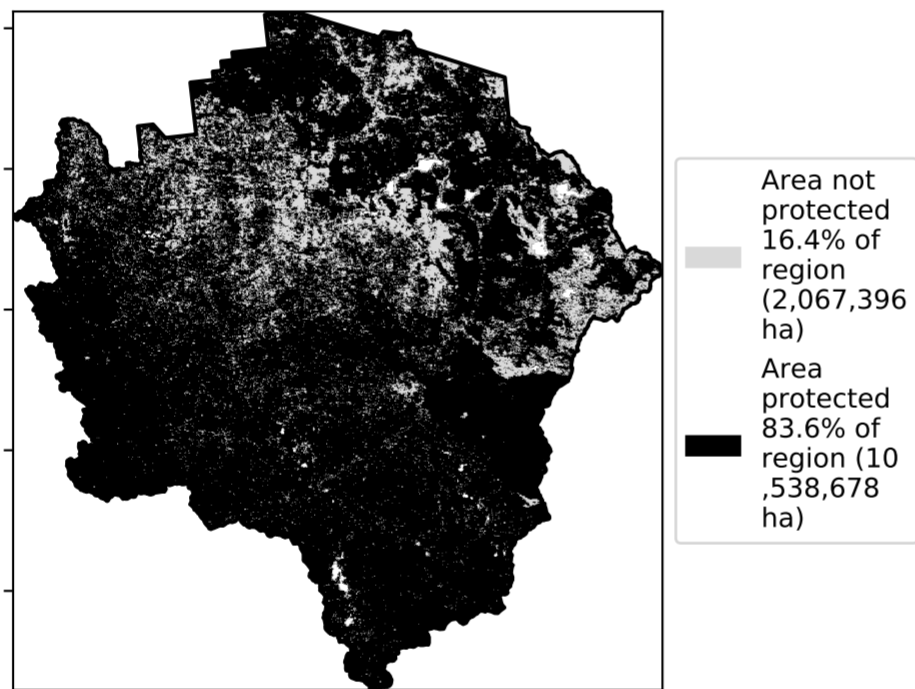 Area not
protected
16.4% of
region
(2,067,396
ha)
Area
protected
83.6% of
region (10
,538,678
ha)